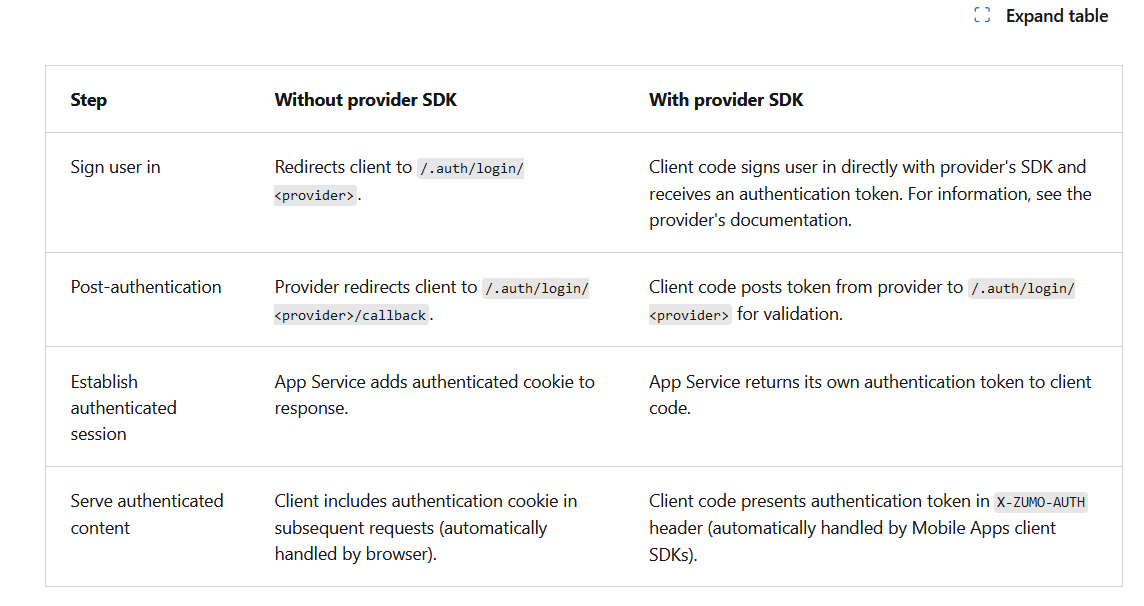 Expand table
Step
Without provider SDK
With provider SDK
Sign user in
Redirects client to /.auth/login/
<provider>.
Client code signs user in directly with provider's SDK and
receives an authentication token. For information, see the
provider's documentation.
Post-authentication
Provider redirects client to /.auth/login/
<provider>/callback.
Client code posts token from provider to /.auth/login/
<provider> for validation.
Establish
authenticated
session
App Service adds authenticated cookie to
response.
App Service returns its own authentication token to client
code.
Serve authenticated
content
Client includes authentication cookie in
subsequent requests (automatically
handled by browser).
Client code presents authentication token in X-ZUMO-AUTH
header (automatically handled by Mobile Apps client
SDKs).